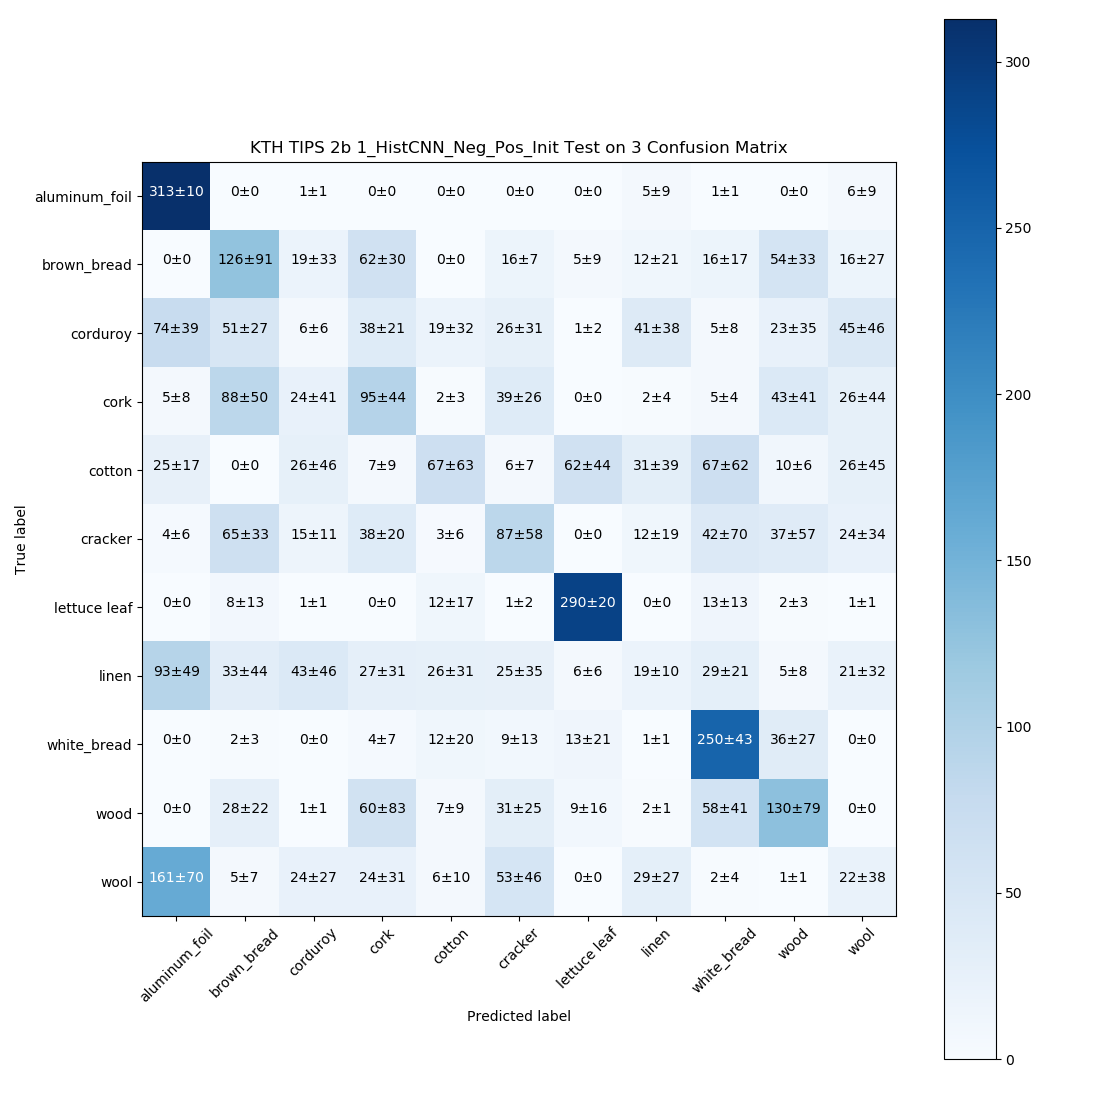 KTH TIPS 2b 1_HistCNN_Neg_Pos_Init Test on 3 Confusion Matrix
True label
aluminum_foil 313±10 0±0 1±1 0±0 0±0 0±0 0±0 5±9 1±1 0±0 6±9
brown_bread 0±0 126±91 19±33 62±30 0±0 16±7 5±9 12±21 16±17 54±33 16±27
corduroy 74±39 51±27 6±6 38±21 19±32 26±31 1±2 41±38 5±8 23±35 45±46
cork 5±8 88±50 24±41 95±44 2±3 39±26 0±0 2±4 5±4 43±41 26±44
cotton 25±17 0±0 26±46 7±9 67±63 6±7 62±44 31±39 67±62 10±6 26±45
cracker 4±6 65±33 15±11 38±20 3±6 87±58 0±0 12±19 42±70 37±57 24±34
lettuce leaf 0±0 8±13 1±1 0±0 12±17 1±2 290±20 0±0 13±13 2±3 1±1
linen 93±49 33±44 43±46 27±31 26±31 25±35 6±6 19±10 29±21 5±8 21±32
white_bread 0±0 2±3 0±0 4±7 12±20 9±13 13±21 1±1 250±43 36±27 0±0
wood 0±0 28±22 1±1 60±83 7±9 31±25 9±16 2±1 58±41 130±79 0±0
wool 161±70 5±7 24±27 24±31 6±10 53±46 0±0 29±27 2±4 1±1 22±38
aluminum_foil brown_bread corduroy cork cotton cracker lettuce leaf linen white_bread wood wool
Predicted label
300
250
200
150
100
50
0